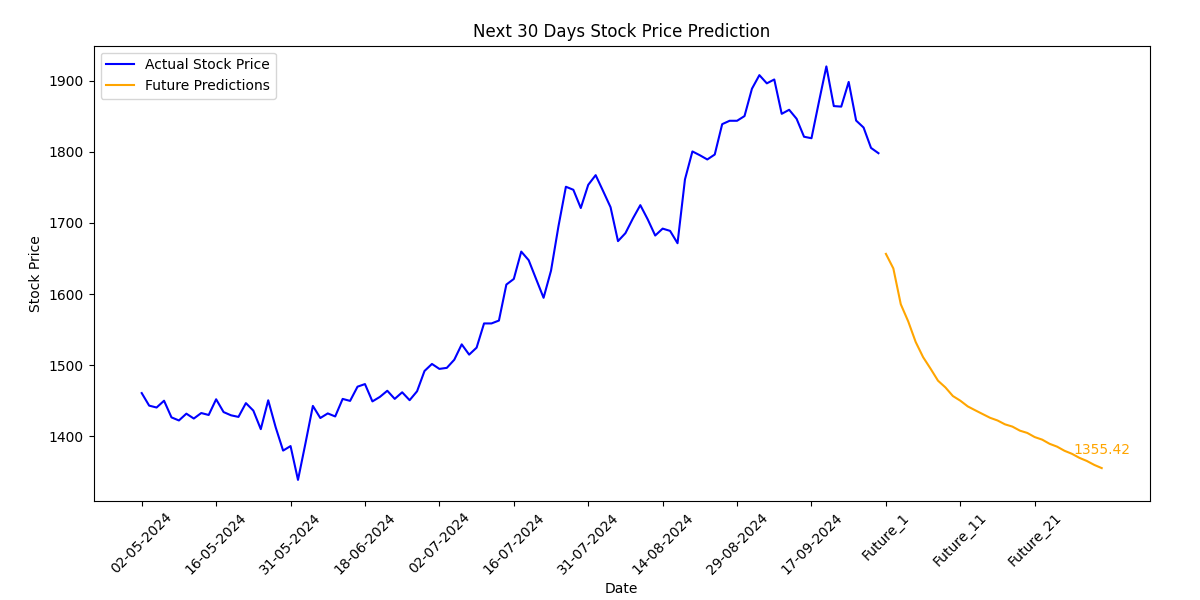 Next 30 Days Stock Price Prediction
Actual Stock Price
Future Predictions
1900
1800
1700
1600
1500
1400
Stock Price
1355.42
02-05-2024
16-05-2024
31-05-2024
18-06-2024
02-07-2024
16-07-2024
31-07-2024
14-08-2024
29-08-2024
17-09-2024
Future_1
Future_11
Future_21
Date